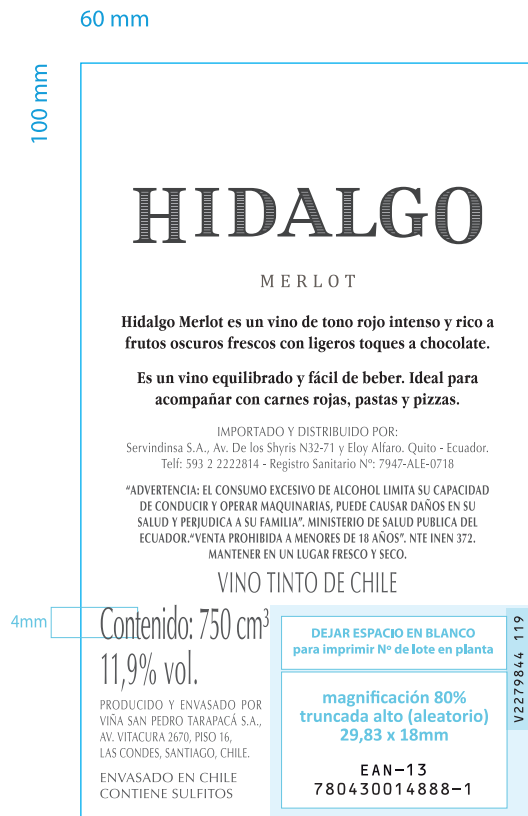 60 mm
100 mm
HIDALGO
MERLOT
Hidalgo Merlot es un vino de tono rojo intenso y rico a
frutos oscuros frescos con ligeros toques a chocolate.
Es un vino equilibrado y fácil de beber. Ideal para
acompañar con carnes rojas, pastas y pizzas.
IMPORTADO Y DISTRIBUIDO POR:
Servindinsa S.A., Av. De los Shyris N32-71 y Eloy Alfaro. Quito - Ecuador.
Telf: 593 2 2222814 - Registro Sanitario Nº: 7947-ALE-0718
“ADVERTENCIA: EL CONSUMO EXCESIVO DE ALCOHOL LIMITA SU CAPACIDAD
DE CONDUCIR Y OPERAR MAQUINARIAS, PUEDE CAUSAR DAÑOS EN SU
SALUD Y PERJUDICA A SU FAMILIA”. MINISTERIO DE SALUD PUBLICA DEL
ECUADOR.“VENTA PROHIBIDA A MENORES DE 18 AÑOS”. NTE INEN 372.
MANTENER EN UN LUGAR FRESCO Y SECO.
VINO TINTO DE CHILE
4mm
Contenido: 750 cm³
11,9% vol.
PRODUCIDO Y ENVASADO POR
VIÑA SAN PEDRO TARAPACÁ S.A.,
AV. VITACURA 2670, PISO 16,
LAS CONDES, SANTIAGO, CHILE.
ENVASADO EN CHILE
CONTIENE SULFITOS
DEJAR ESPACIO EN BLANCO
para imprimir Nº de lote en planta
magnificación 80%
truncada alto (aleatorio)
29,83 x 18mm
EAN-13
780430014888-1
V2279844 119